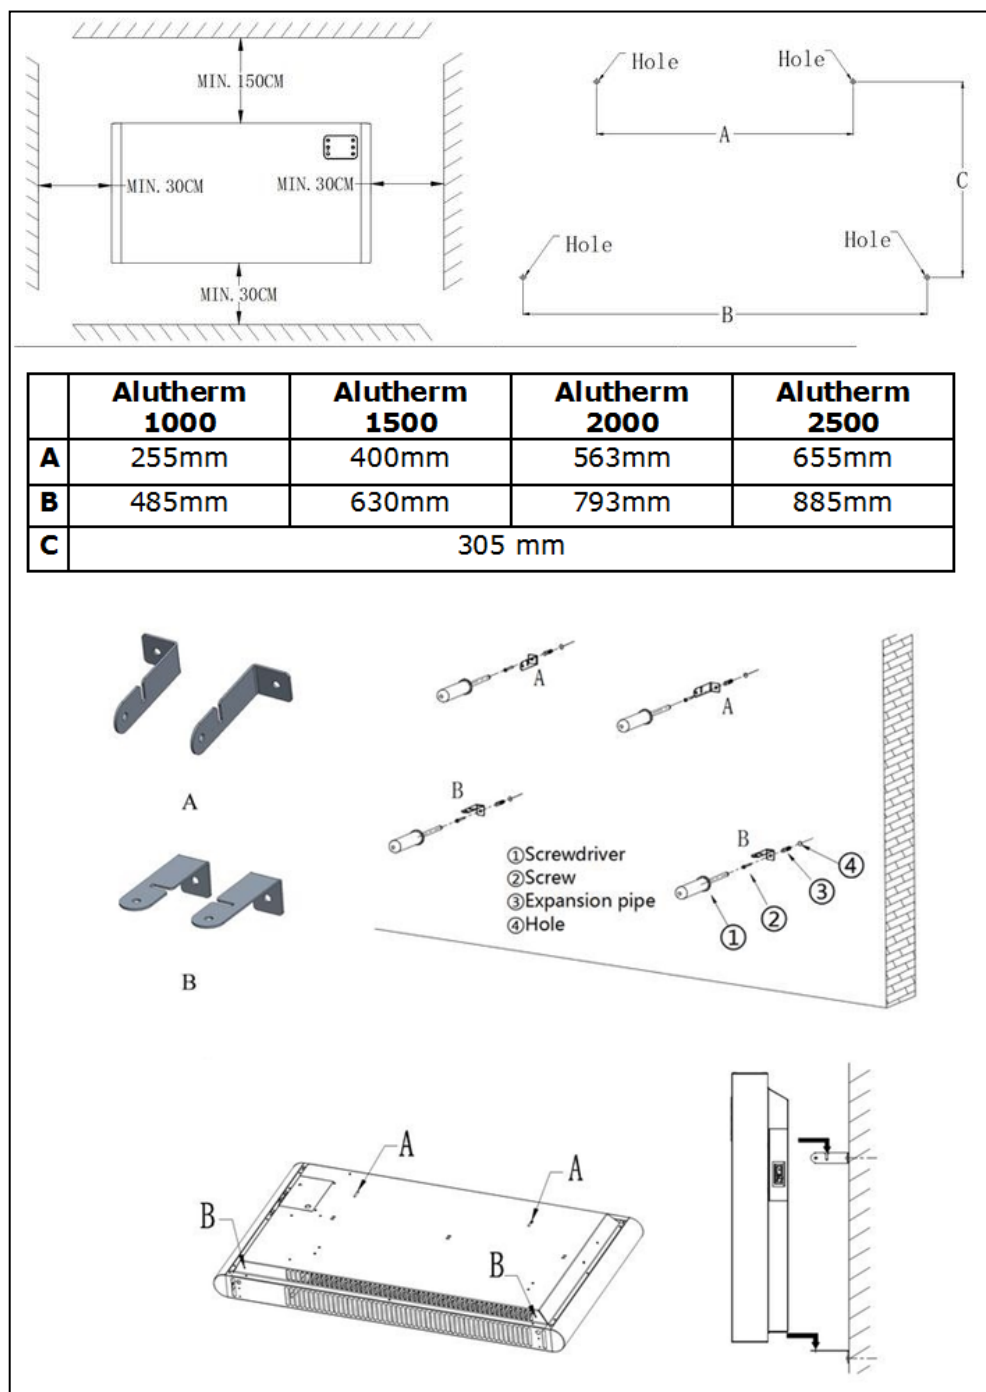 MIN. 150CM
MIN. 30CM
MIN. 30CM
MIN. 30CM
Hole
Hole
A
C
Hole
Hole
B
Alutherm 1000 Alutherm 1500 Alutherm 2000 Alutherm 2500
A 255mm 400mm 563mm 655mm
B 485mm 630mm 793mm 885mm
C 305 mm
A
B
A
A
B
B
①Screwdriver
②Screw
③Expansion pipe
④Hole
①
②
③
④
A
A
B
B